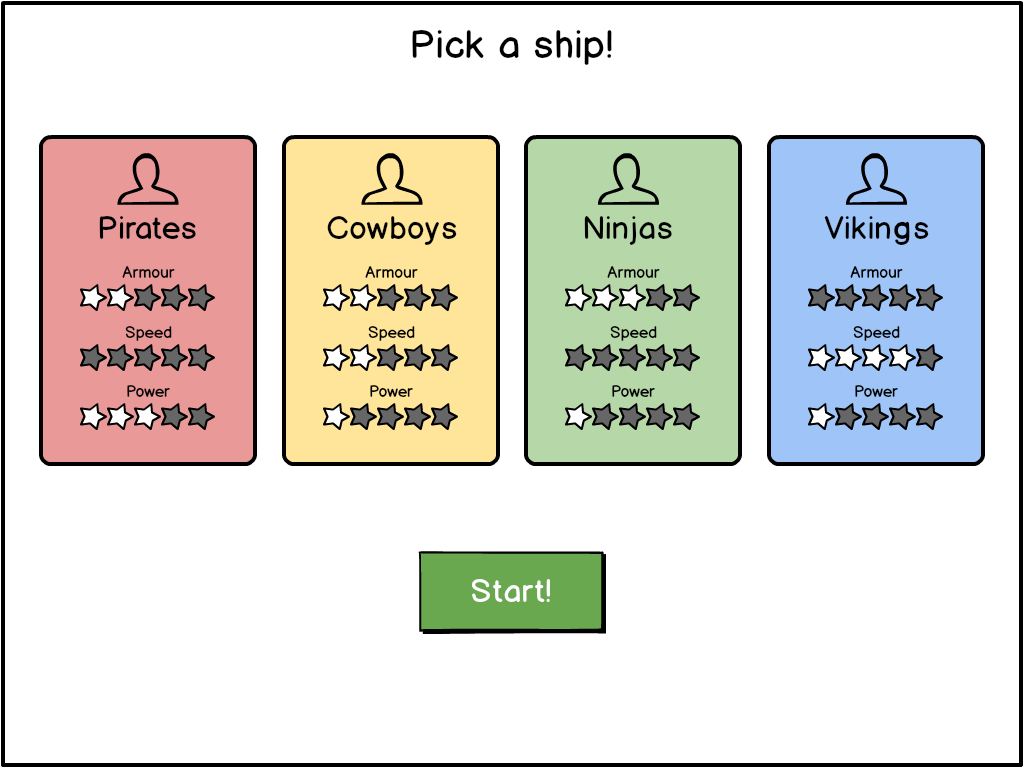 Pick a ship!
Pirates
Armour
Speed
Power
Cowboys
Armour
Speed
Power
Ninjas
Armour
Speed
Power
Vikings
Armour
Speed
Power
Start!